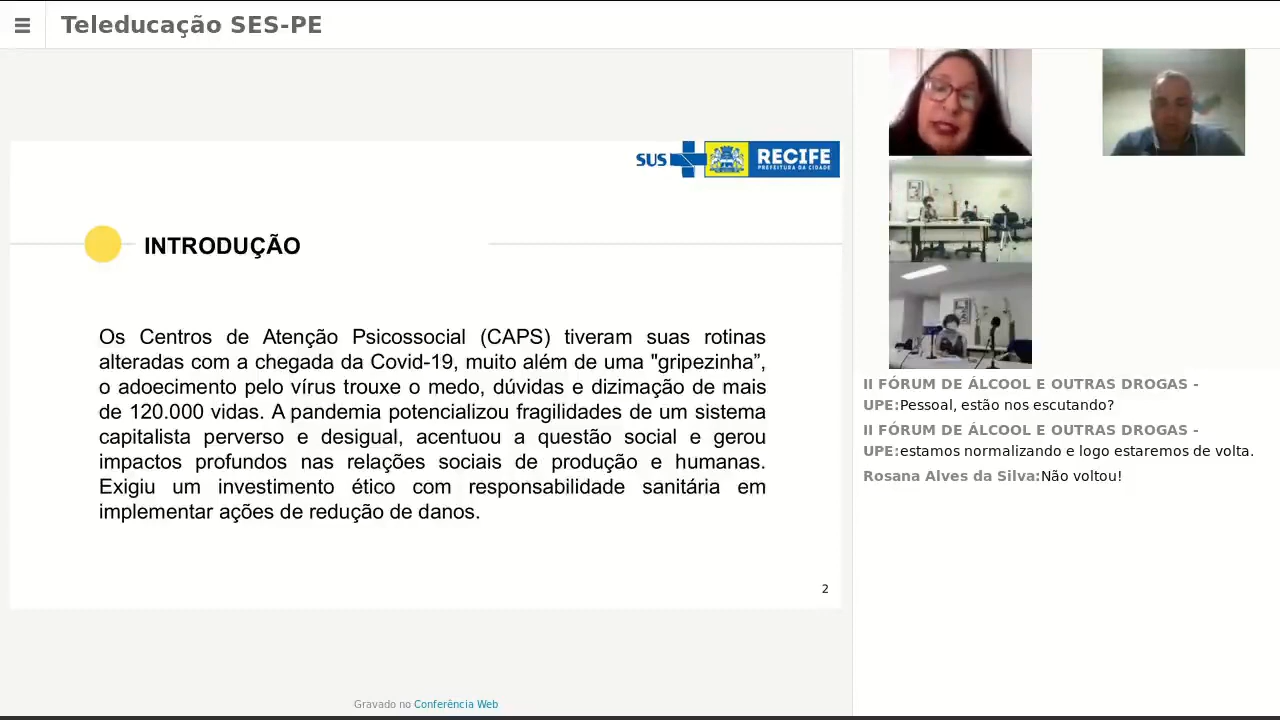 Teleducação SES-PE
SUS
RECIFE
PREFEITURA DA CIDADE
INTRODUÇÃO
Os Centros de Atenção Psicossocial (CAPS) tiveram suas rotinas
alteradas com a chegada da Covid-19, muito além de uma "gripezinha”,
o adoecimento pelo vírus trouxe o medo, dúvidas e dizimação de mais
de 120.000 vidas. A pandemia potencializou fragilidades de um sistema
capitalista perverso e desigual, acentuou a questão social e gerou
impactos profundos nas relações sociais de produção e humanas.
Exigiu um investimento ético com responsabilidade sanitária em
implementar ações de redução de danos.
2
Gravado no Conferência Web
II FÓRUM DE ÁLCOOL E OUTRAS DROGAS -
UPE:Pessoal, estão nos escutando?
II FÓRUM DE ÁLCOOL E OUTRAS DROGAS -
UPE:estamos normalizando e logo estaremos de volta.
Rosana Alves da Silva:Não voltou!